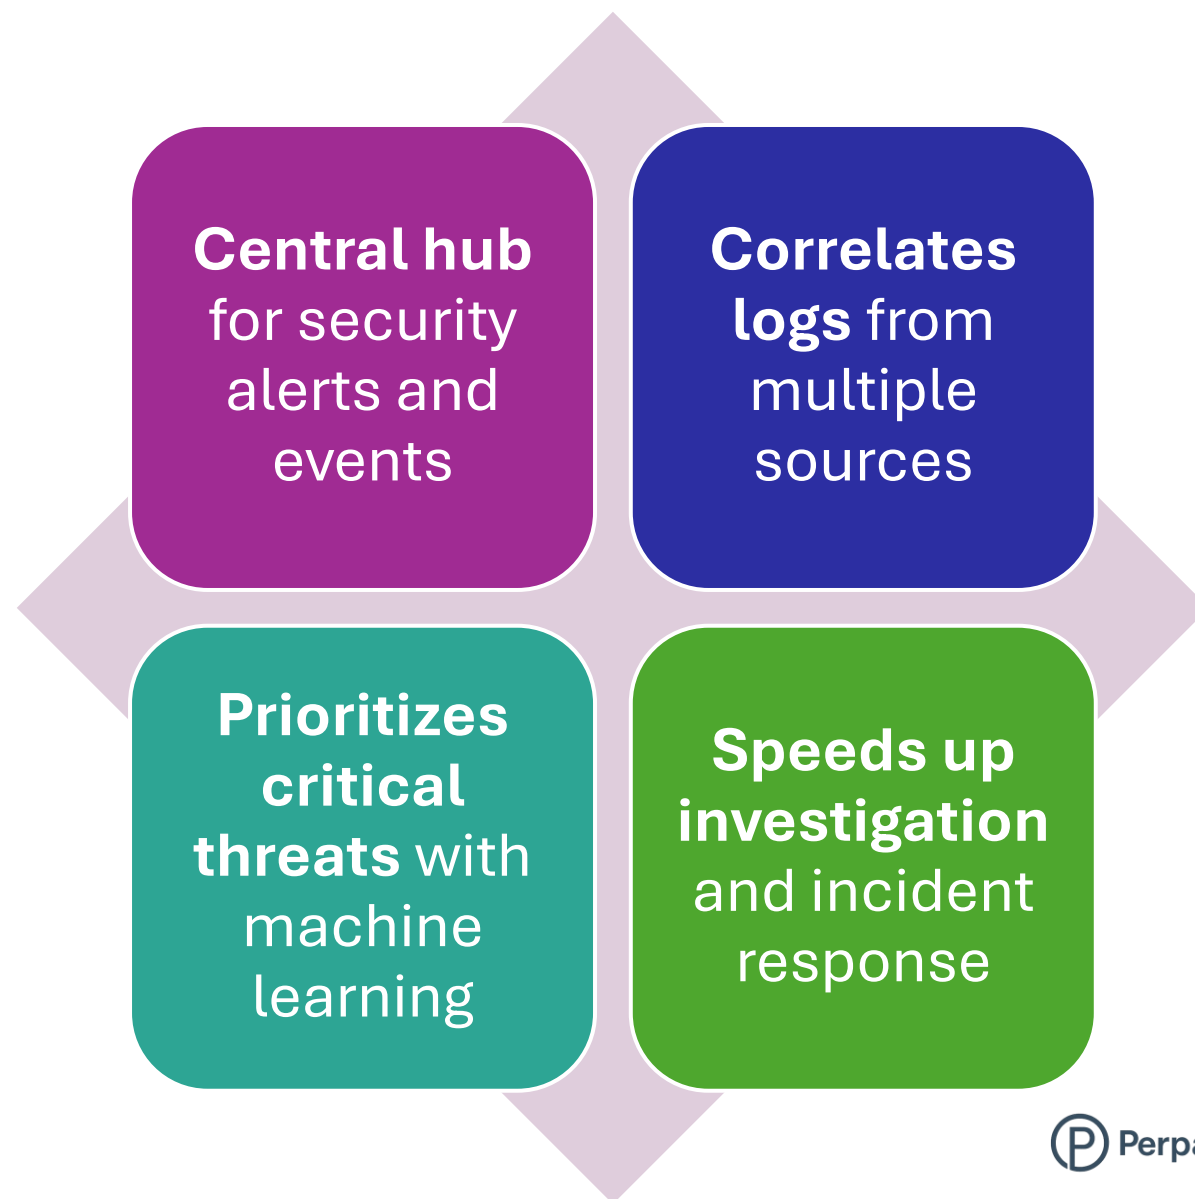 Central hub
for security
alerts and
events
Correlates
logs from
multiple
sources
Prioritizes
critical
threats with
machine
learning
Speeds up
investigation
and incident
response